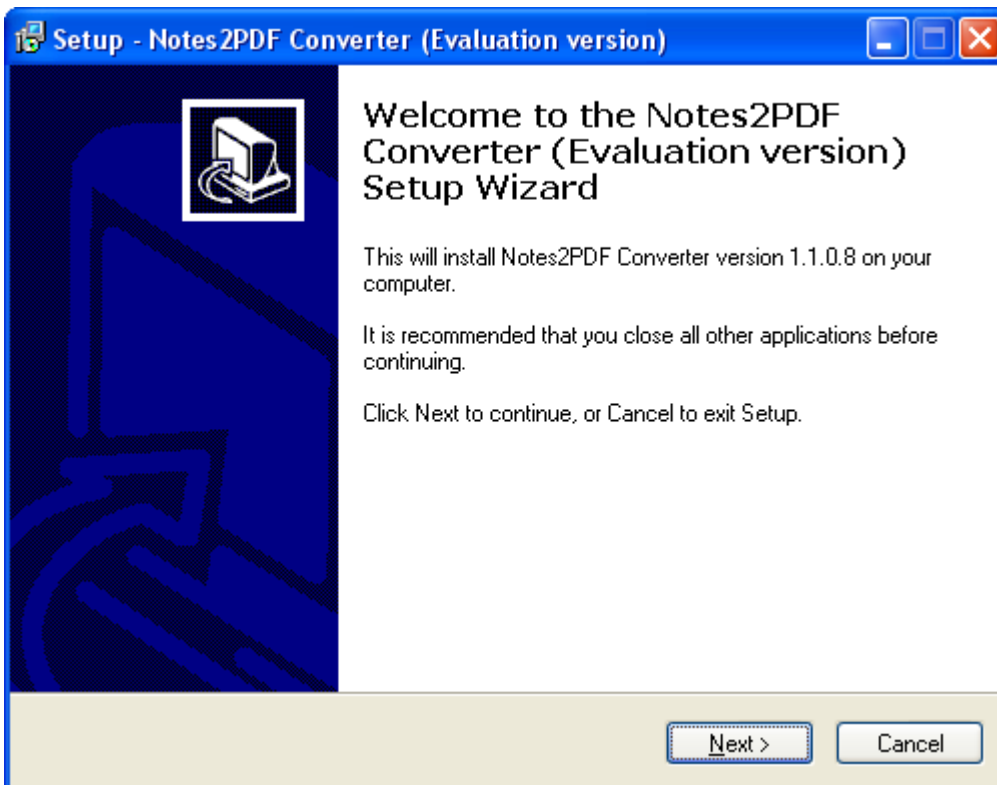 Setup - Notes2PDF Converter (Evaluation version)
Welcome to the Notes2PDF
Converter (Evaluation version)
Setup Wizard
This will install Notes2PDF Converter version 1.1.0.8 on your
computer.
It is recommended that you close all other applications before
continuing.
Click Next to continue, or Cancel to exit Setup.
Next >
Cancel